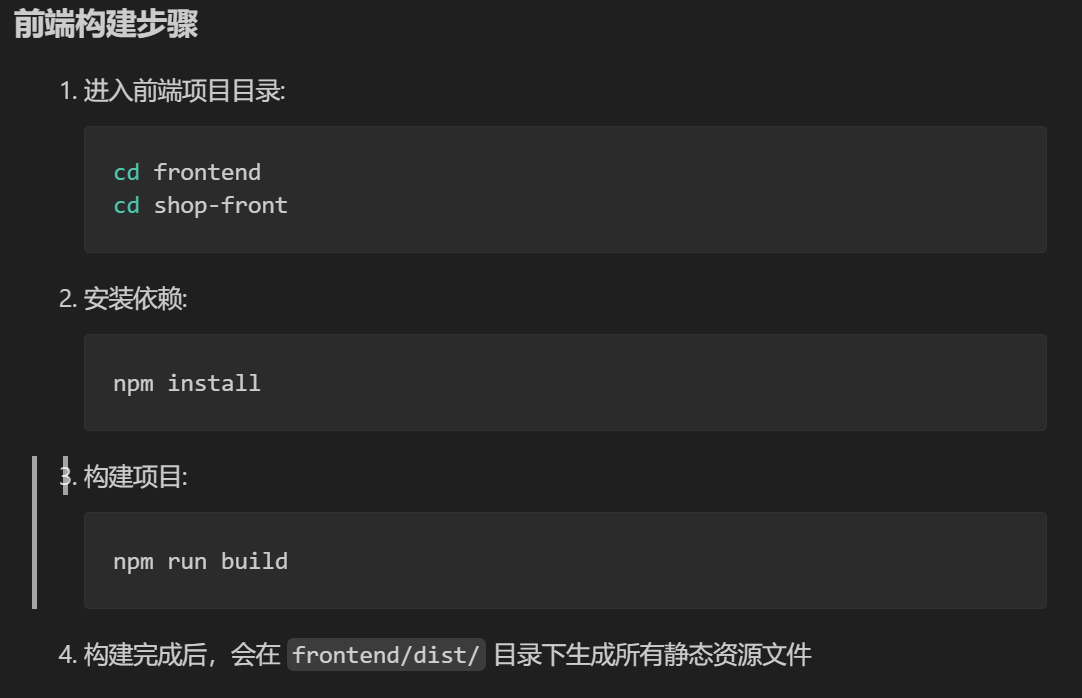 前端构建步骤
1. 进入前端项目目录:
cd frontend
cd shop-front
2. 安装依赖:
npm install
3. 构建项目:
npm run build
4. 构建完成后，会在 frontend/dist/ 目录下生成所有静态资源文件